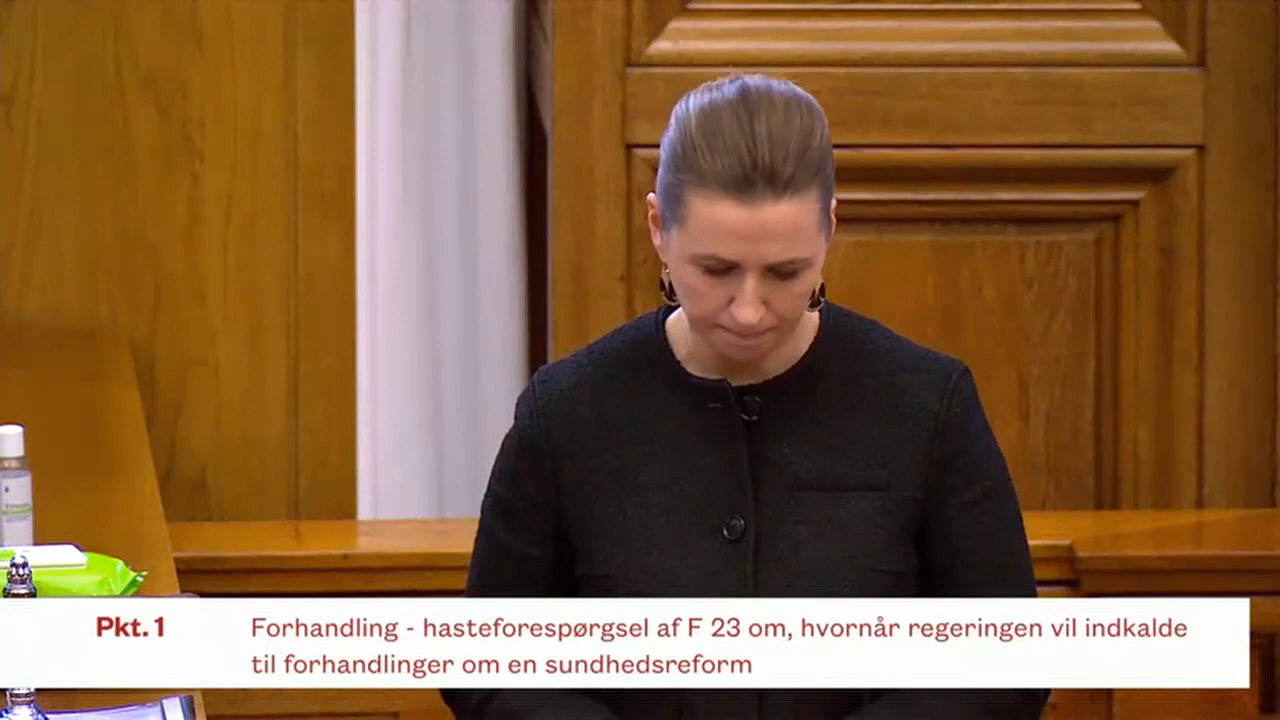 Pkt. 1
Forhandling - hasteforespørgsel af F 23 om, hvornår regeringen vil indkalde
til forhandlinger om en sundhedsreform